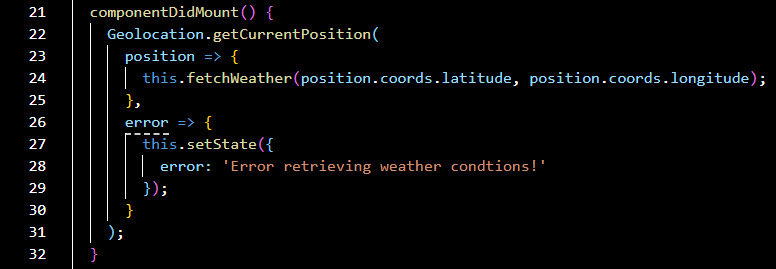 21 componentDidMount() {
22 Geolocation.getCurrentPosition(
23 position => {
24 this.fetchWeather(position.coords.latitude, position.coords.longitude);
25 },
26 error => {
27 this.setState({
28 error: 'Error retrieving weather condtions!'
29 });
30 }
31 );
32 }